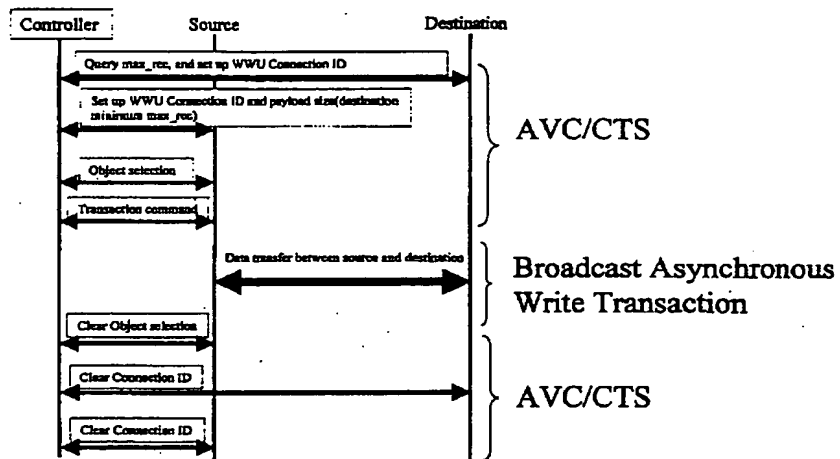 Controller
Source
Destination
Query max_rec, and set up WWU Connection ID
Set up WWU Connection ID and payload size(destination
minimum max_rec)
AVC/CTS
Object selection
Transaction command
Data transfer between source and destination
Broadcast Asynchronous
Write Transaction
Clear Object selection
Clear Connection ID
AVC/CTS
Clear Connection ID